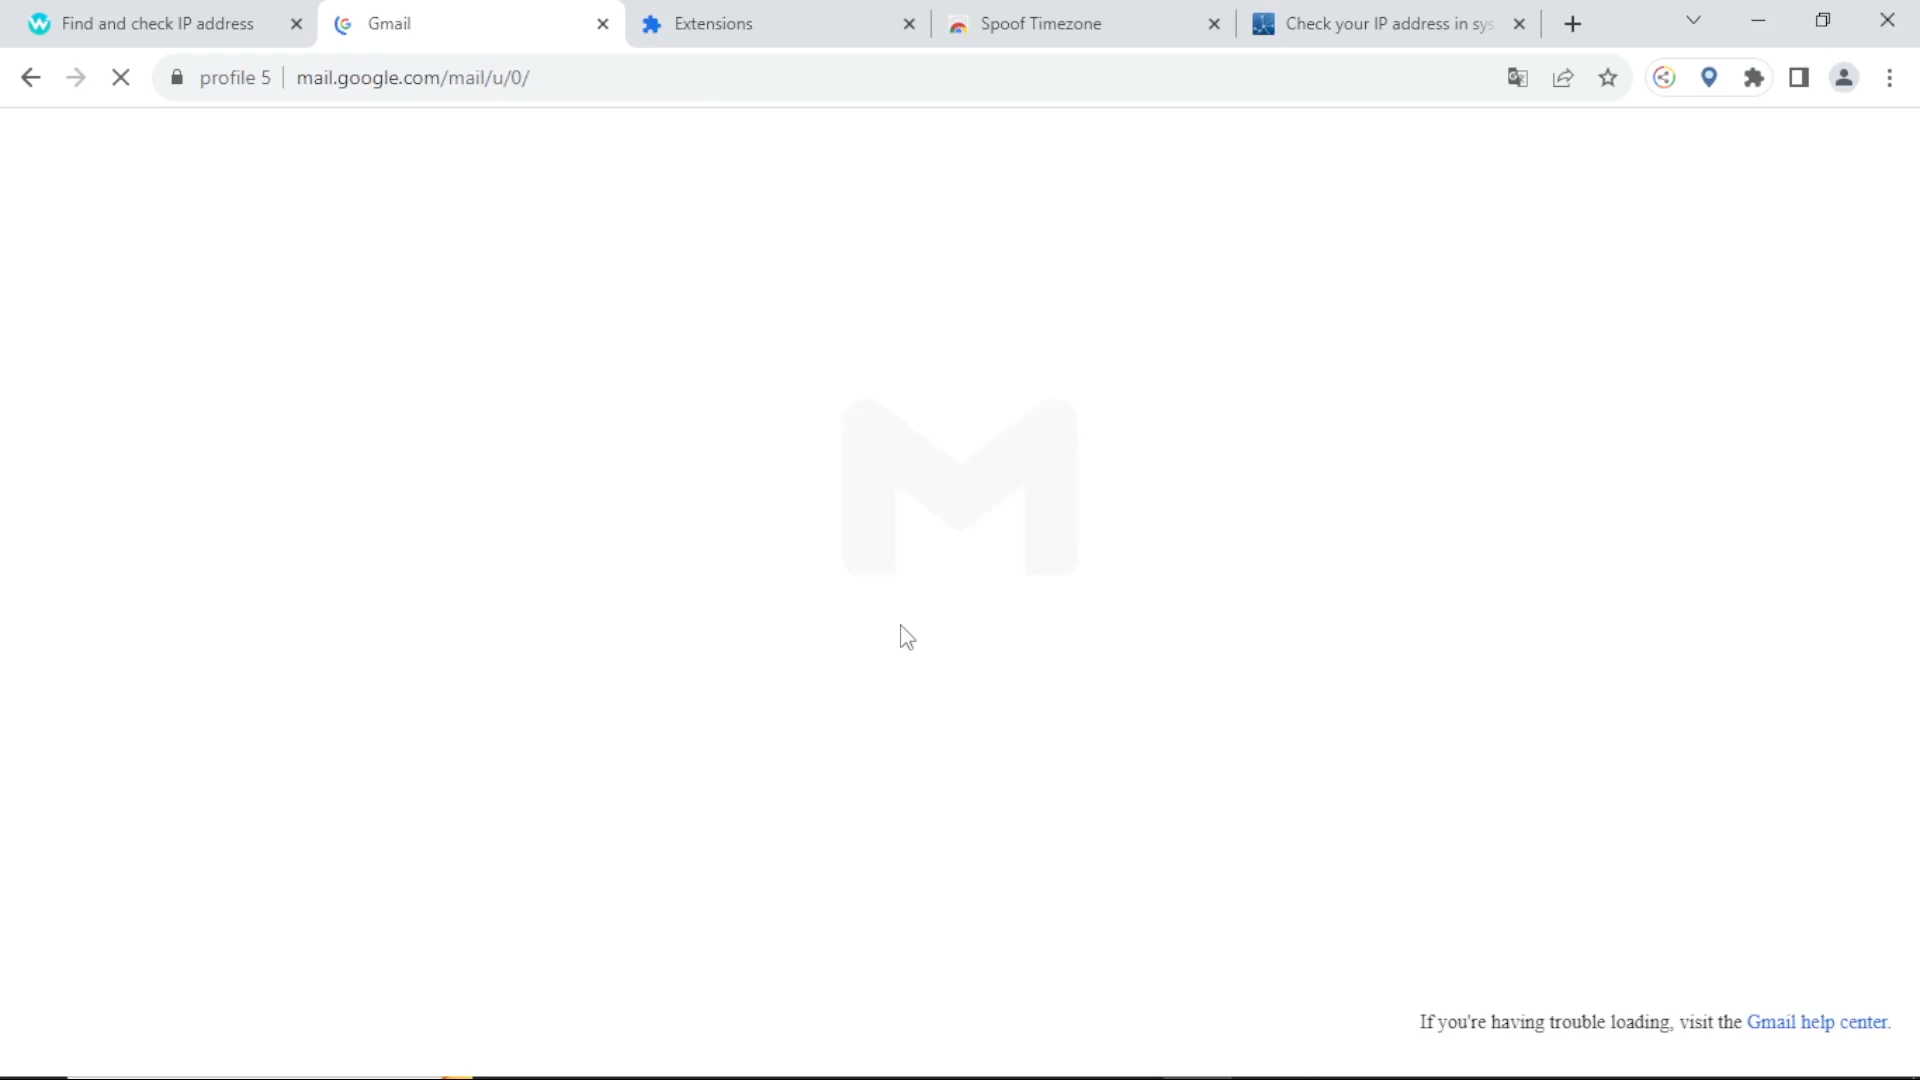 Find and check IP address
Gmail
Extensions
Spoof Timezone
Check your IP address in sys
profile 5
mail.google.com/mail/u/0/
If you're having trouble loading, visit the Gmail help center.